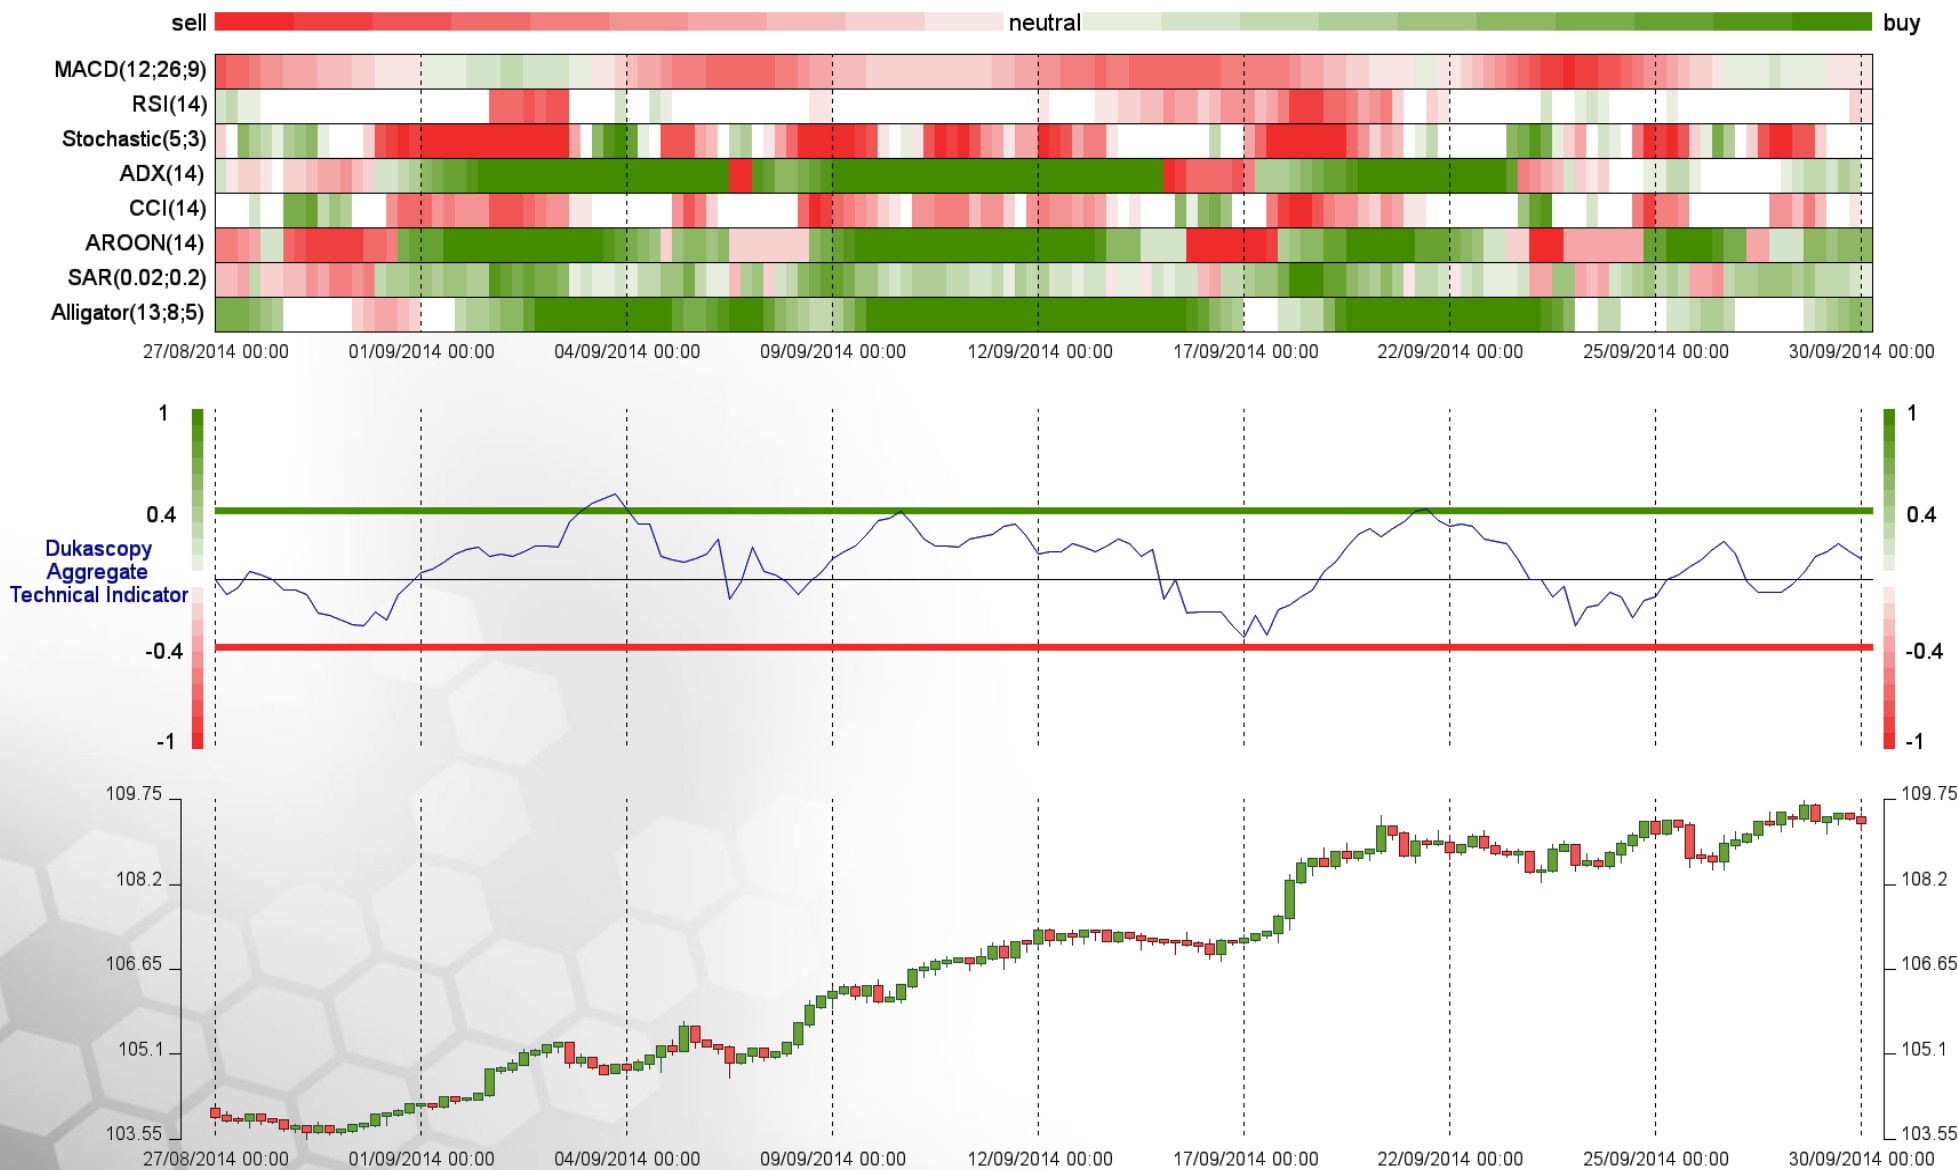 sell neutral buy
MACD(12;26;9)
RSI(14)
Stochastic(5;3)
ADX(14)
CCI(14)
AROON(14)
SAR(0.02;0.2)
Alligator(13;8;5)
27/08/2014 00:00 01/09/2014 00:00 04/09/2014 00:00 09/09/2014 00:00 12/09/2014 00:00 17/09/2014 00:00 22/09/2014 00:00 25/09/2014 00:00 30/09/2014 00:00
1 1
0.4 0.4
Dukascopy
Aggregate
Technical Indicator
-0.4 -0.4
-1 -1
109.75 109.75
108.2 108.2
106.65 106.65
105.1 105.1
103.55 103.55
27/08/2014 00:00 01/09/2014 00:00 04/09/2014 00:00 09/09/2014 00:00 12/09/2014 00:00 17/09/2014 00:00 22/09/2014 00:00 25/09/2014 00:00 30/09/2014 00:00